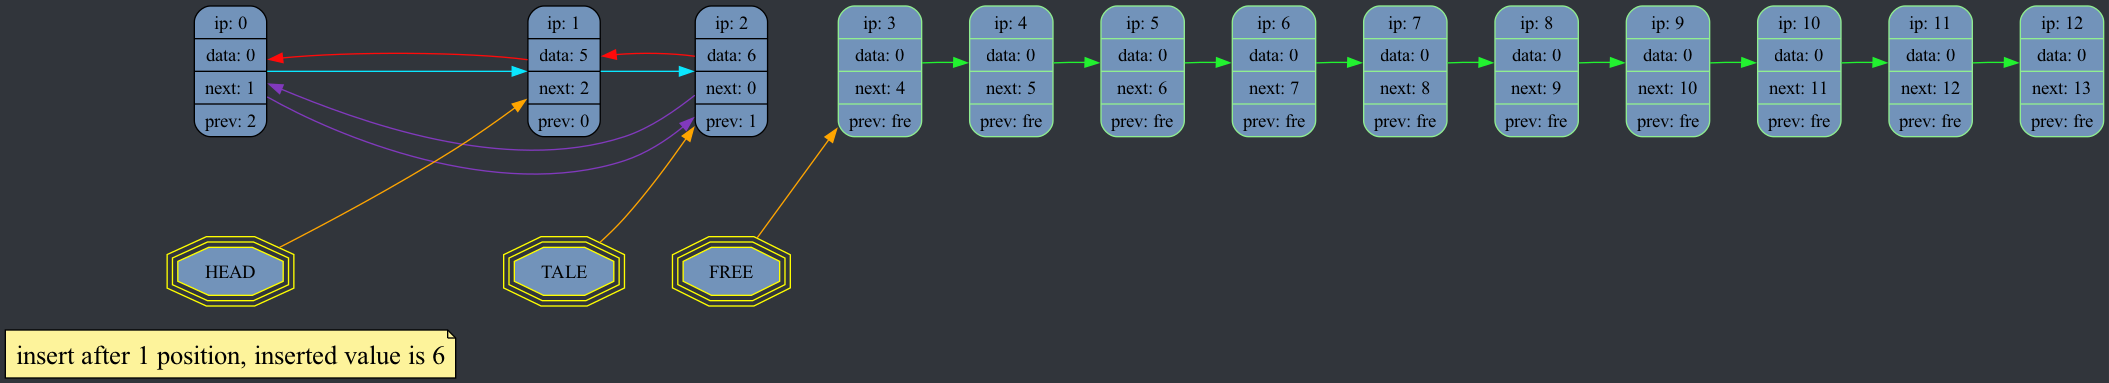 ip: 0
data: 0
next: 1
prev: 2
ip: 1
data: 5
next: 2
prev: 0
ip: 2
data: 6
next: 0
prev: 1
ip: 3
data: 0
next: 4
prev: fre
ip: 4
data: 0
next: 5
prev: fre
ip: 5
data: 0
next: 6
prev: fre
ip: 6
data: 0
next: 7
prev: fre
ip: 7
data: 0
next: 8
prev: fre
ip: 8
data: 0
next: 9
prev: fre
ip: 9
data: 0
next: 10
prev: fre
ip: 10
data: 0
next: 11
prev: fre
ip: 11
data: 0
next: 12
prev: fre
ip: 12
data: 0
next: 13
prev: fre
HEAD
TALE
FREE
insert after 1 position, inserted value is 6